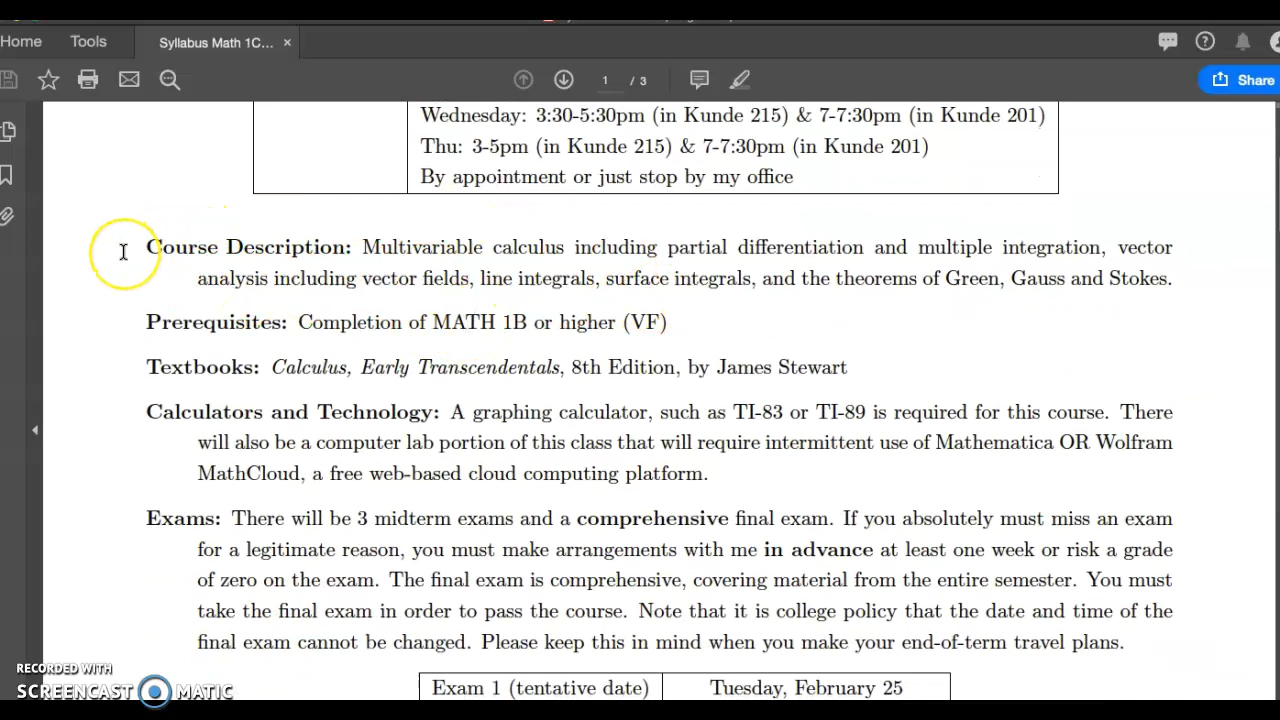 Home Tools Syllabus Math 1C... ×
1 / 3 Share
Wednesday: 3:30-5:30pm (in Kunde 215) & 7-7:30pm (in Kunde 201)
Thu: 3-5pm (in Kunde 215) & 7-7:30pm (in Kunde 201)
By appointment or just stop by my office
Course Description: Multivariable calculus including partial differentiation and multiple integration, vector
analysis including vector fields, line integrals, surface integrals, and the theorems of Green, Gauss and Stokes.
Prerequisites: Completion of MATH 1B or higher (VF)
Textbooks: Calculus, Early Transcendentals, 8th Edition, by James Stewart
Calculators and Technology: A graphing calculator, such as TI-83 or TI-89 is required for this course. There
will also be a computer lab portion of this class that will require intermittent use of Mathematica OR Wolfram
MathCloud, a free web-based cloud computing platform.
Exams: There will be 3 midterm exams and a comprehensive final exam. If you absolutely must miss an exam
for a legitimate reason, you must make arrangements with me in advance at least one week or risk a grade
of zero on the exam. The final exam is comprehensive, covering material from the entire semester. You must
take the final exam in order to pass the course. Note that it is college policy that the date and time of the
final exam cannot be changed. Please keep this in mind when you make your end-of-term travel plans.
Exam 1 (tentative date) Tuesday, February 25
RECORDED WITH
SCREENCAST MATIC